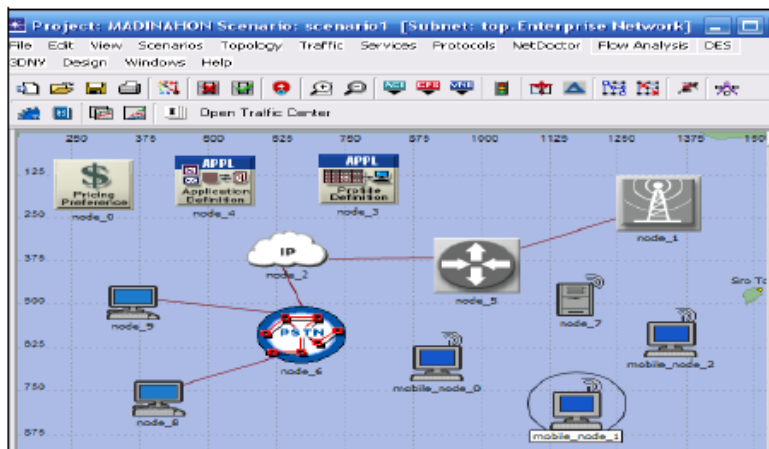 Project: MADINAHON Scenario: scenario1 [Subnet: top.Enterprise Network]
File Edit View Scenarios Topology Traffic Services Protocols NetDoctor Flow Analysis DES
3DNV Design Windows Help
Open Traffic Center
250 375 500 625 750 1000 1125 1250 1375
125
250
375
500
625
750
875
$
Pricing
Preference
node_0
APPL
Application
Definition
node_4
APPL
Profile
Definition
node_3
node_1
IP
node_2
node_5
node_9
PSTN
node_6
node_7
mobile_node_2
mobile_node_0
node_8
mobile_node_1